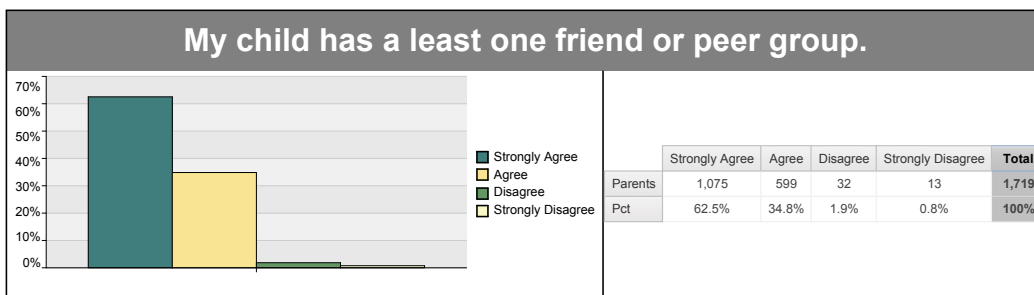 My child has a least one friend or peer group.
70%
60%
50%
40%
30%
20%
10%
0%
Strongly Agree
Agree
Disagree
Strongly Disagree
Strongly Agree Agree Disagree Strongly Disagree Total
Parents 1,075 599 32 13 1,719
Pct 62.5% 34.8% 1.9% 0.8% 100%